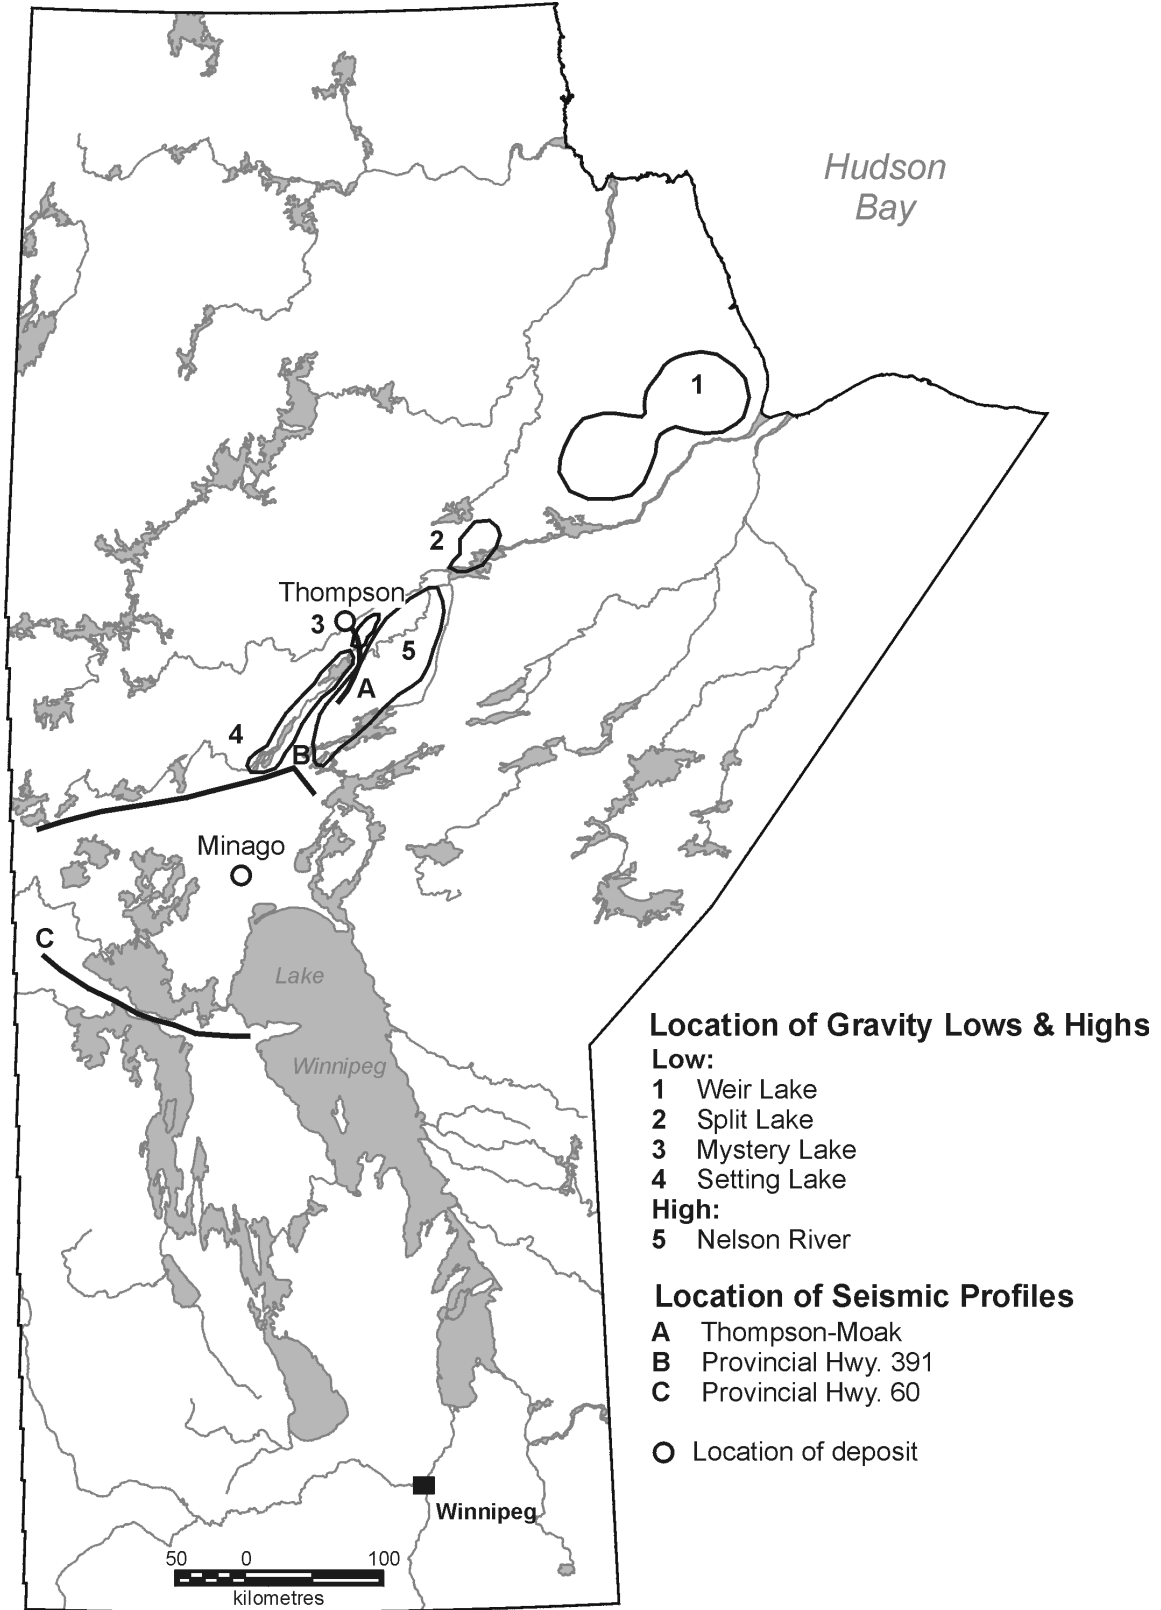 Hudson
Bay
1
2
Thompson
3
5
A
4
B
Minago
C
Lake
Winnipeg
Location of Gravity Lows & Highs
Low:
1 Weir Lake
2 Split Lake
3 Mystery Lake
4 Setting Lake
High:
5 Nelson River
Location of Seismic Profiles
A Thompson-Moak
B Provincial Hwy. 391
C Provincial Hwy. 60
Location of deposit
Winnipeg
50 0 100
kilometres